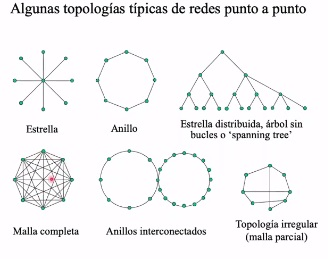 Algunas topologías típicas de redes punto a punto
Estrella
Anillo
Estrella distribuida, árbol sin
bucles o ‘spanning tree’
Malla completa
Anillos interconectados
Topología irregular
(malla parcial)